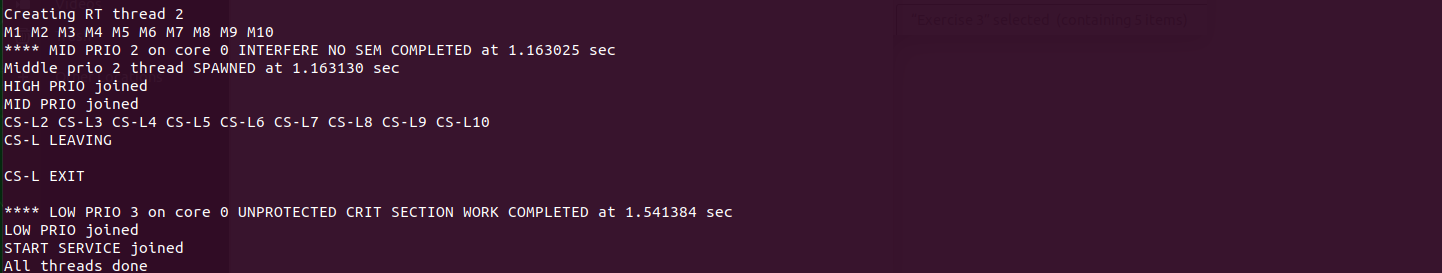 Creating RT thread 2
M1 M2 M3 M4 M5 M6 M7 M8 M9 M10
**** MID PRIO 2 on core 0 INTERFERE NO SEM COMPLETED at 1.163025 sec
Middle prio 2 thread SPAWNED at 1.163130 sec
HIGH PRIO joined
MID PRIO joined
CS-L2 CS-L3 CS-L4 CS-L5 CS-L6 CS-L7 CS-L8 CS-L9 CS-L10
CS-L LEAVING
CS-L EXIT
**** LOW PRIO 3 on core 0 UNPROTECTED CRIT SECTION WORK COMPLETED at 1.541384 sec
LOW PRIO joined
START SERVICE joined
All threads done
selected (containing 5 items)